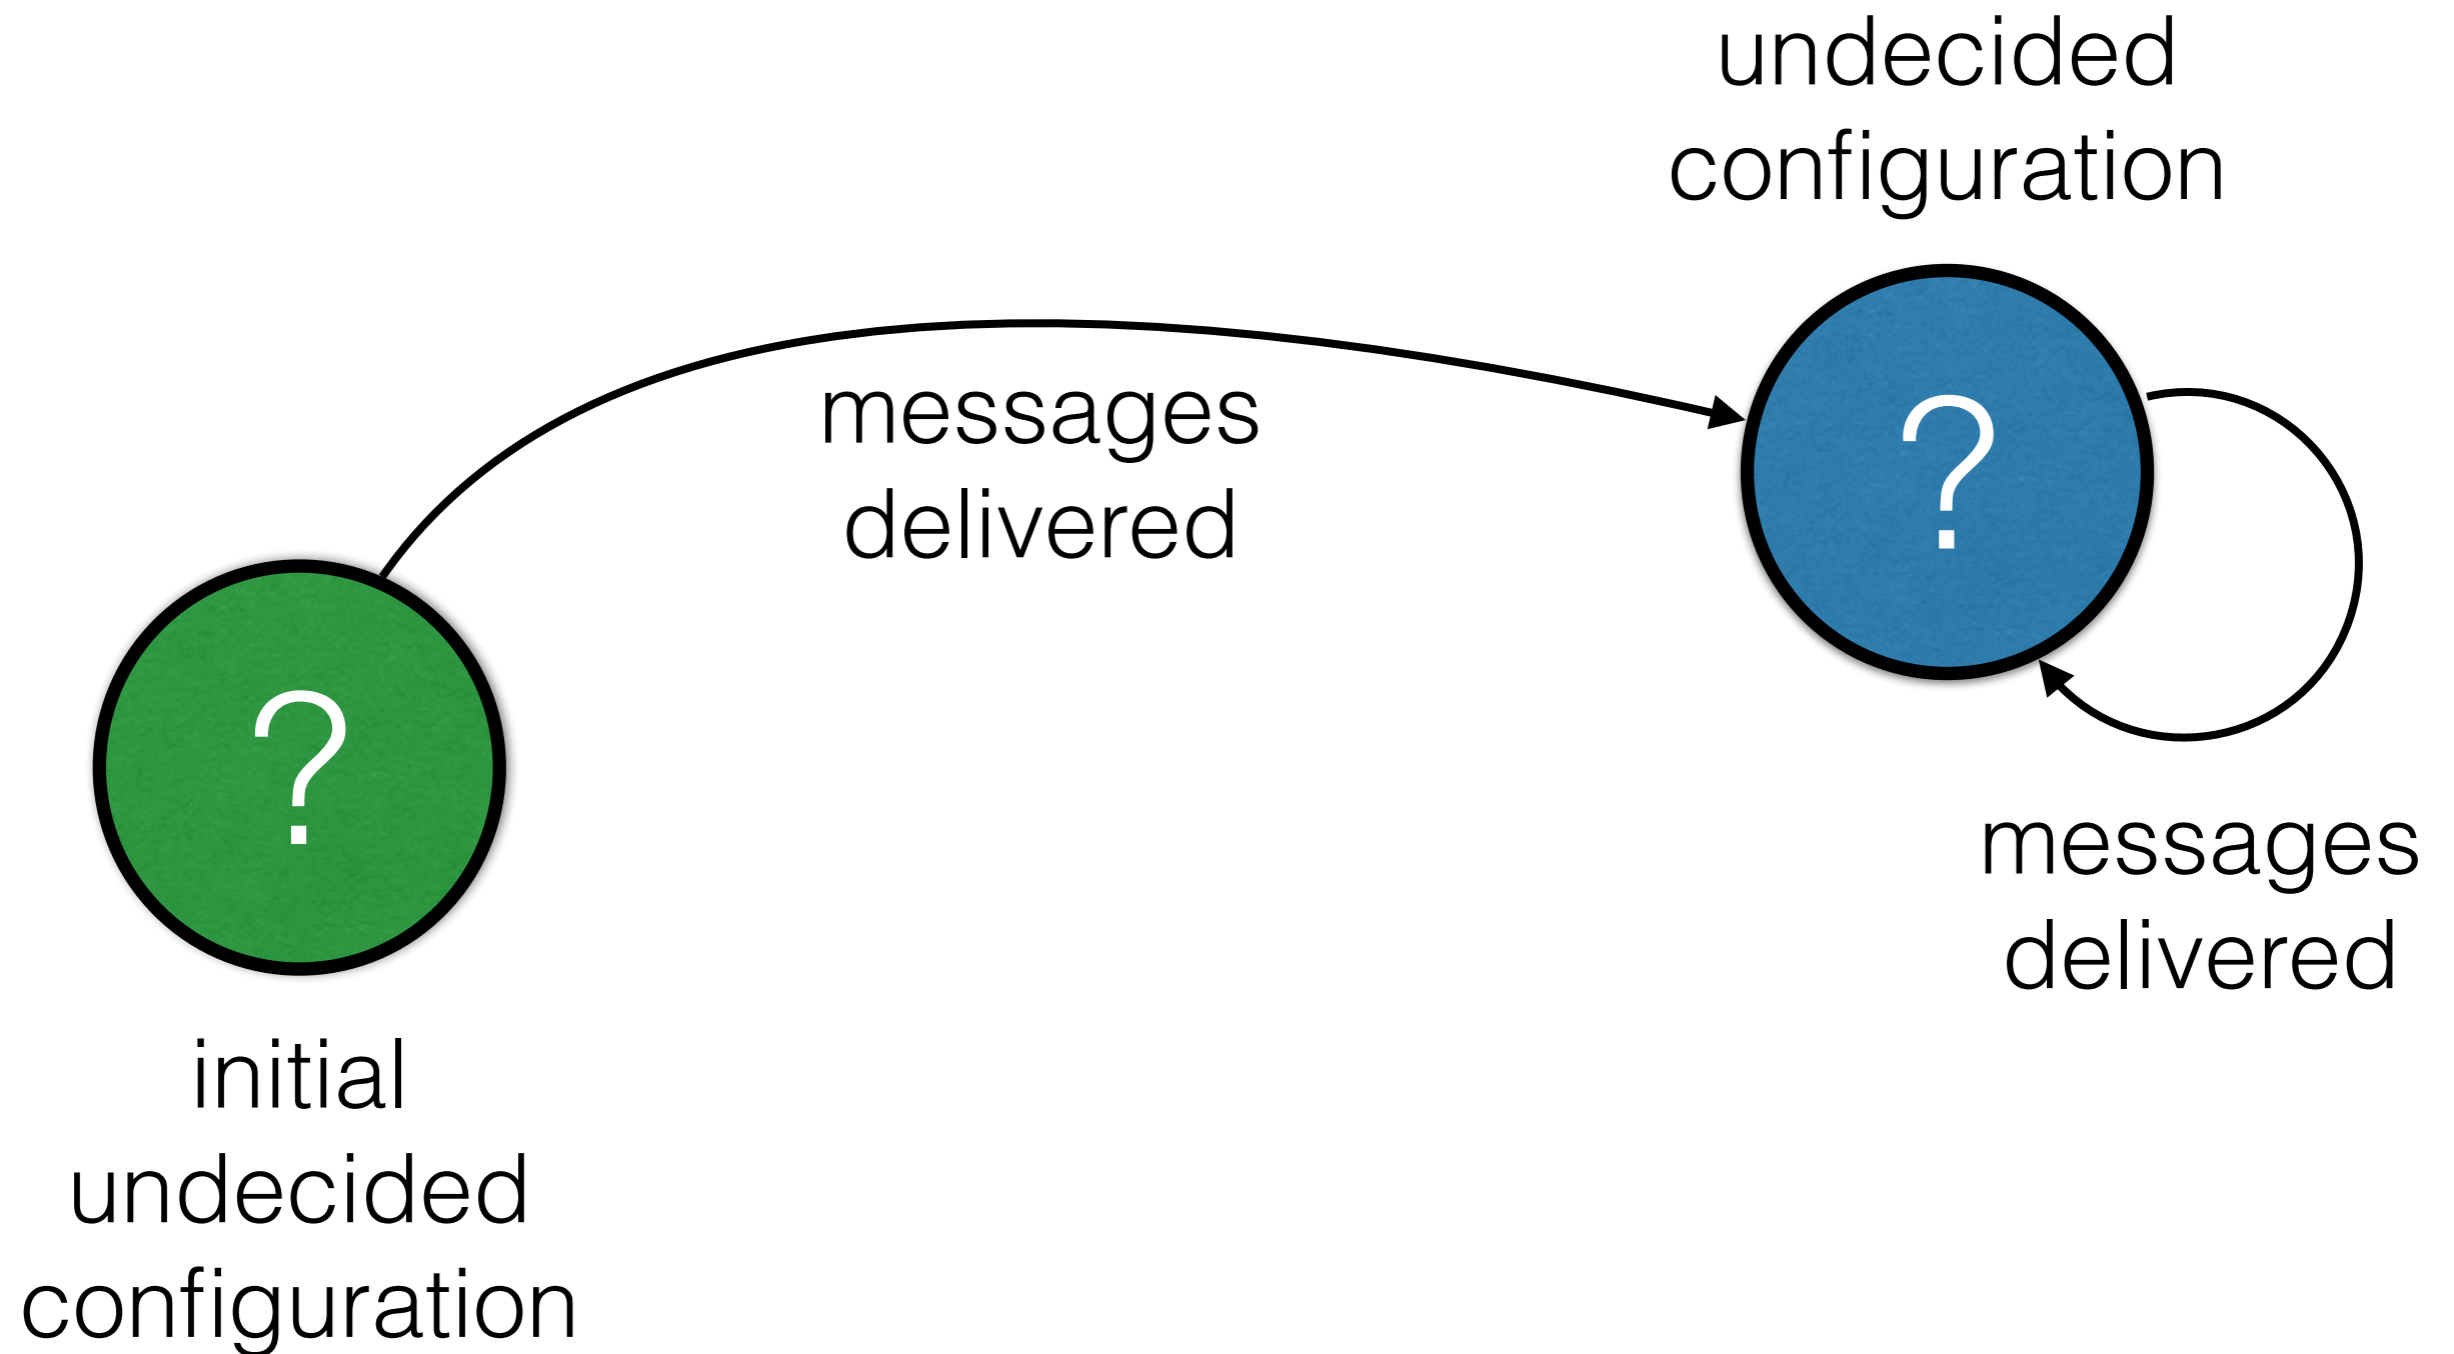 undecided
configuration
?
messages
delivered
?
messages
delivered
initial
undecided
configuration